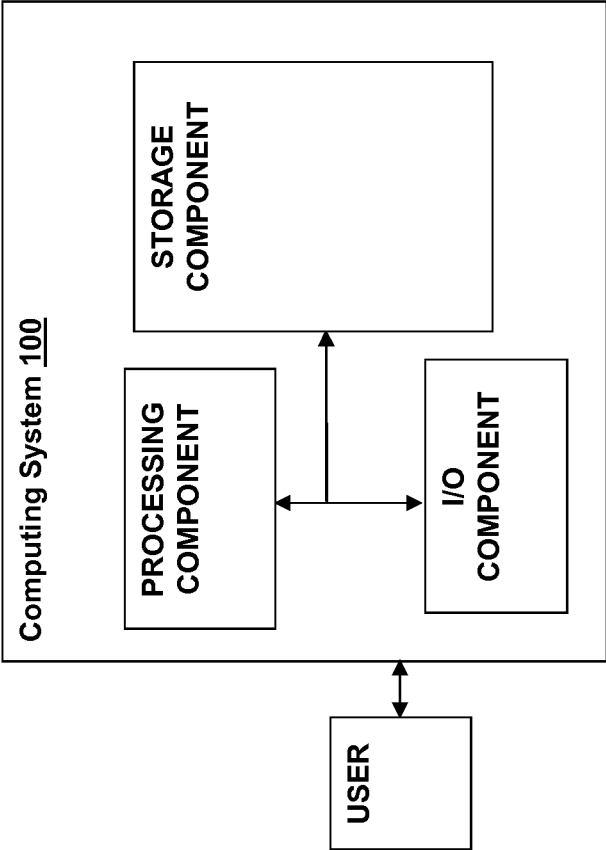 Computing System 100
PROCESSING
COMPONENT
STORAGE
COMPONENT
I/O
COMPONENT
USER